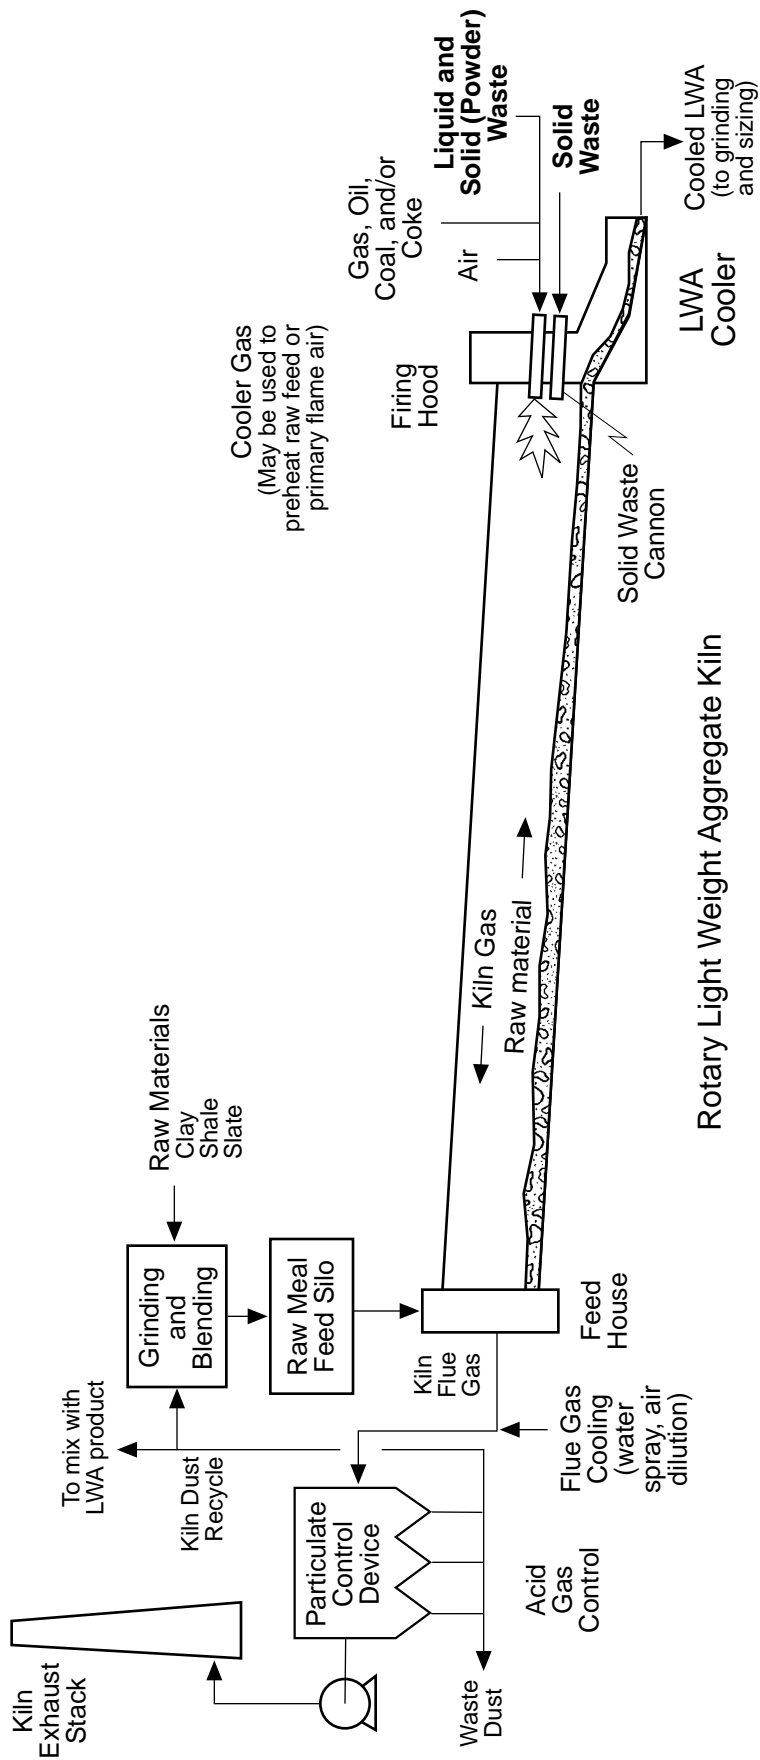 Kiln
Exhaust
Stack
To mix with
LWA product
Kiln Dust
Recycle
Grinding
and
Blending
Raw Materials
Clay
Shale
Slate
Raw Meal
Feed Silo
Particulate
Control
Device
Waste
Dust
Acid
Gas
Control
Kiln
Flue
Gas
Flue Gas
Cooling
(water
spray, air
dilution)
Feed
House
Kiln Gas
Raw material
Cooler Gas
(May be used to
preheat raw feed or
primary flame air)
Firing
Hood
Gas, Oil,
Coal, and/or
Coke
Air
Liquid and
Solid (Powder)
Waste
Solid
Waste
Solid Waste
Cannon
LWA
Cooler
Cooled LWA
(to grinding
and sizing)
Rotary Light Weight Aggregate Kiln